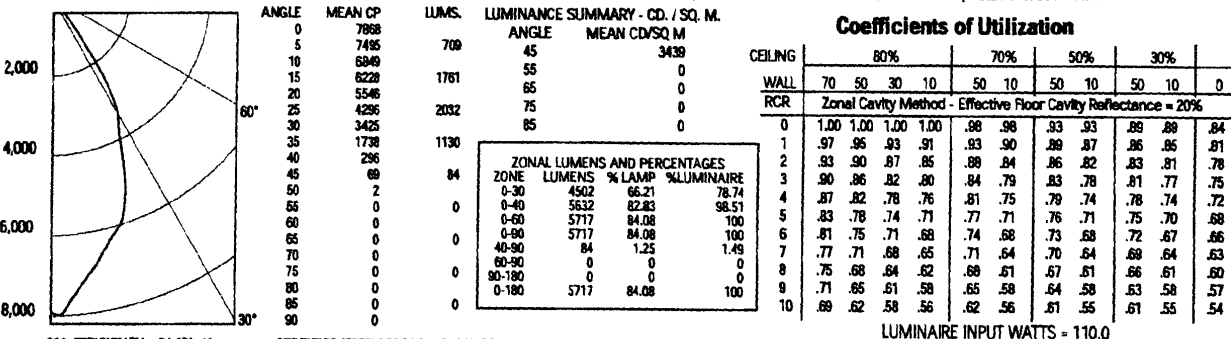 2,000
4,000
6,000
8,000
60°
30°
ANGLE MEAN CP LUMS.
0 7868
5 7495 709
10 6849
15 6228 1761
20 5546
25 4296 2032
30 3425
35 1738 1130
40 296
45 69 84
50 2
55 0 0
60 0
65 0 0
70 0
75 0 0
80 0
85 0 0
90 0
LUMINANCE SUMMARY - CD. / SQ. M.
ANGLE MEAN CD/SQ M
45 3439
55 0
65 0
75 0
85 0
ZONAL LUMENS AND PERCENTAGES
ZONE LUMENS % LAMP %LUMINAIRE
0-30 4502 66.21 78.74
0-40 5632 82.83 98.51
0-60 5717 84.08 100
0-90 5717 84.08 100
40-90 84 1.25 1.49
60-90 0 0 0
90-180 0 0 0
0-180 5717 84.08 100
Coefficients of Utilization
CEILING 80% 70% 50% 30%
WALL 70 50 30 10 50 10 50 10 50 10 0
RCR Zonal Cavity Method - Effective Floor Cavity Reflectance = 20%
0 1.00 1.00 1.00 1.00 .98 .98 .93 .93 .89 .89 .84
1 .97 .95 .93 .91 .93 .90 .89 .87 .86 .85 .81
2 .93 .90 .87 .85 .88 .84 .86 .82 .83 .81 .78
3 .90 .86 .82 .80 .84 .79 .83 .78 .81 .77 .75
4 .87 .82 .78 .76 .81 .75 .79 .74 .78 .74 .72
5 .83 .78 .74 .71 .77 .71 .76 .71 .75 .70 .68
6 .81 .75 .71 .68 .74 .68 .73 .68 .72 .67 .66
7 .77 .71 .68 .65 .71 .64 .70 .64 .69 .64 .63
8 .75 .68 .64 .62 .68 .61 .67 .61 .66 .61 .60
9 .71 .65 .61 .58 .65 .58 .64 .58 .63 .58 .57
10 .69 .62 .58 .56 .62 .56 .61 .55 .61 .55 .54
LUMINAIRE INPUT WATTS = 110.0